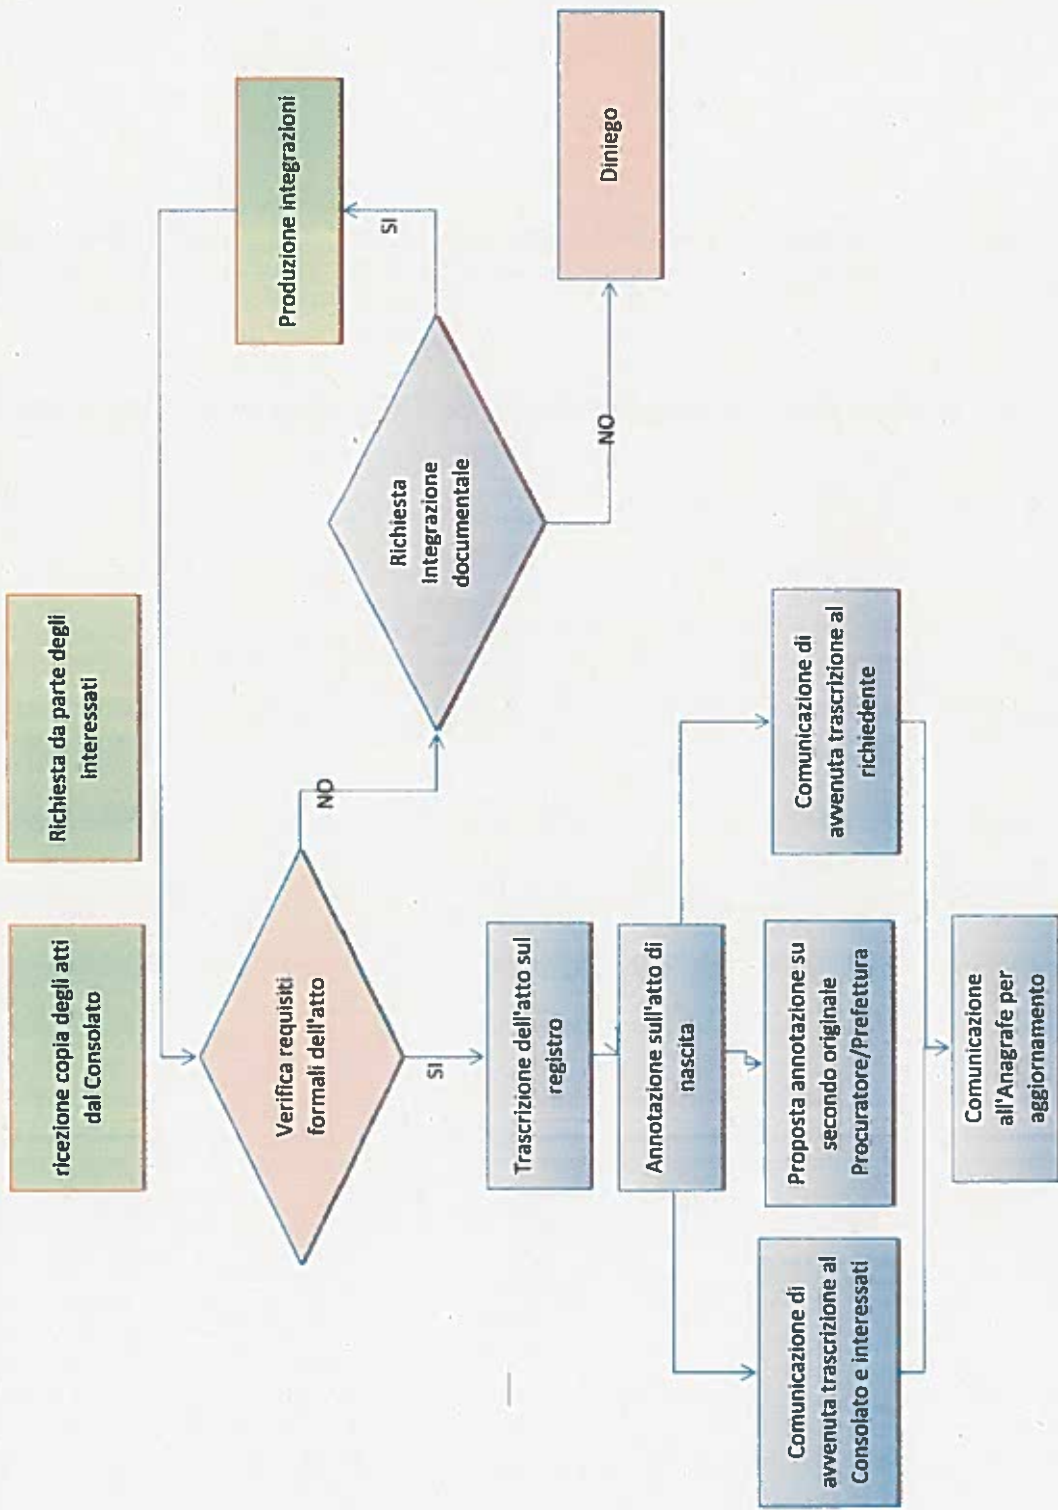 ricezione copia degli atti
dal Consolato
Richiesta da parte degli
interessati
Verifica requisiti
formali dell'atto
NO
SI
Richiesta
Integrazione
documentale
SI
NO
Produzione integrazioni
Diniego
Trascrizione dell'atto sul
registro
Annotazione sull'atto di
nascita
Comunicazione di
avvenuta trascrizione al
Consolato e interessati
Proposta annotazione su
secondo originale
Procuratore/Prefettura
Comunicazione di
avvenuta trascrizione al
richiedente
Comunicazione
all'Anagrafe per
aggiornamento